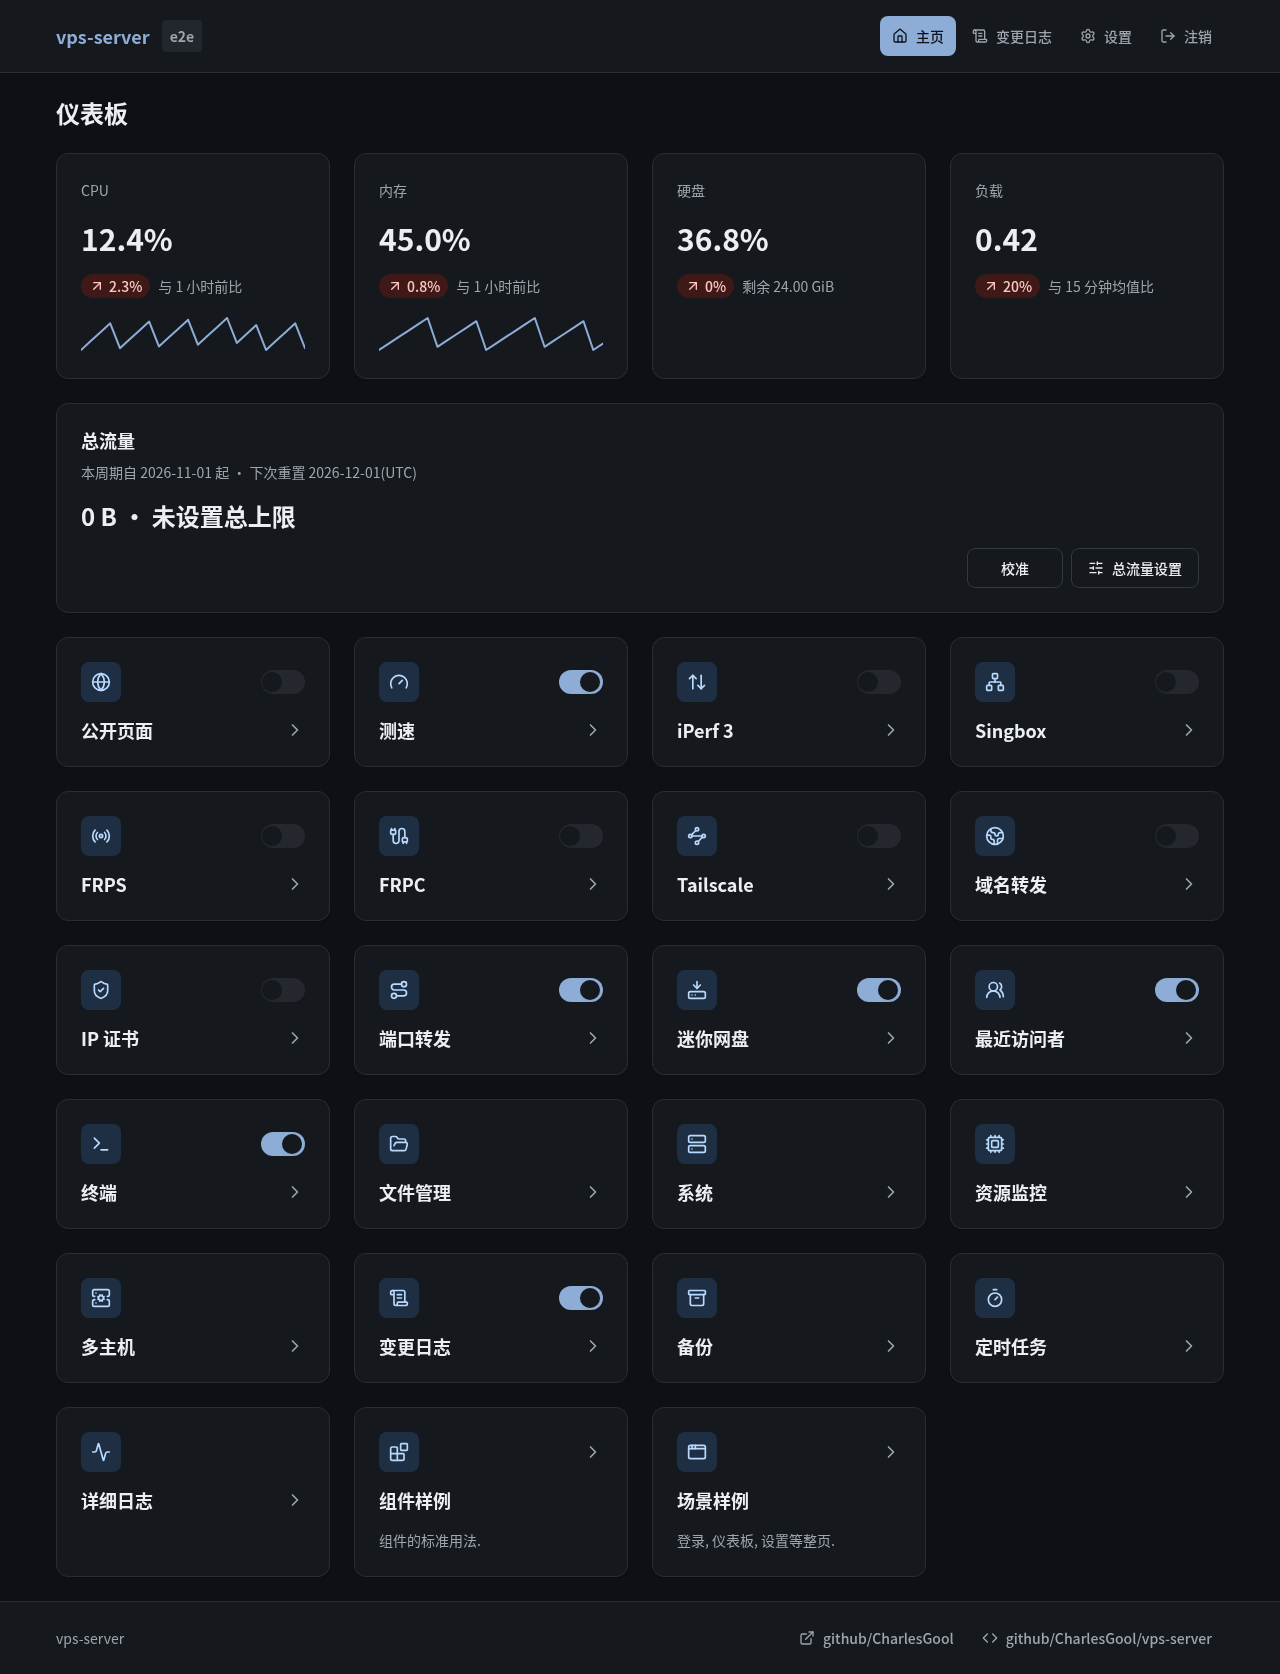 vps-server e2e 主页 变更日志 设置 注销
仪表板
CPU 内存 硬盘 负载
12.4% 45.0% 36.8% 0.42
2.3% 与 1 小时前比 0.8% 与 1 小时前比 0% 剩余 24.00 GiB 20% 与 15 分钟均值比
总流量
本周期自 2026-11-01 起 · 下次重置 2026-12-01(UTC)
0 B · 未设置总上限
校准 总流量设置
公开页面 测速 iPerf 3 Singbox
FRPS FRPC Tailscale 域名转发
IP 证书 端口转发 迷你网盘 最近访问者
终端 文件管理 系统 资源监控
多主机 变更日志 备份 定时任务
详细日志 组件样例 场景样例
组件的标准用法. 登录, 仪表板, 设置等整页.
vps-server github/CharlesGool github/CharlesGool/vps-server